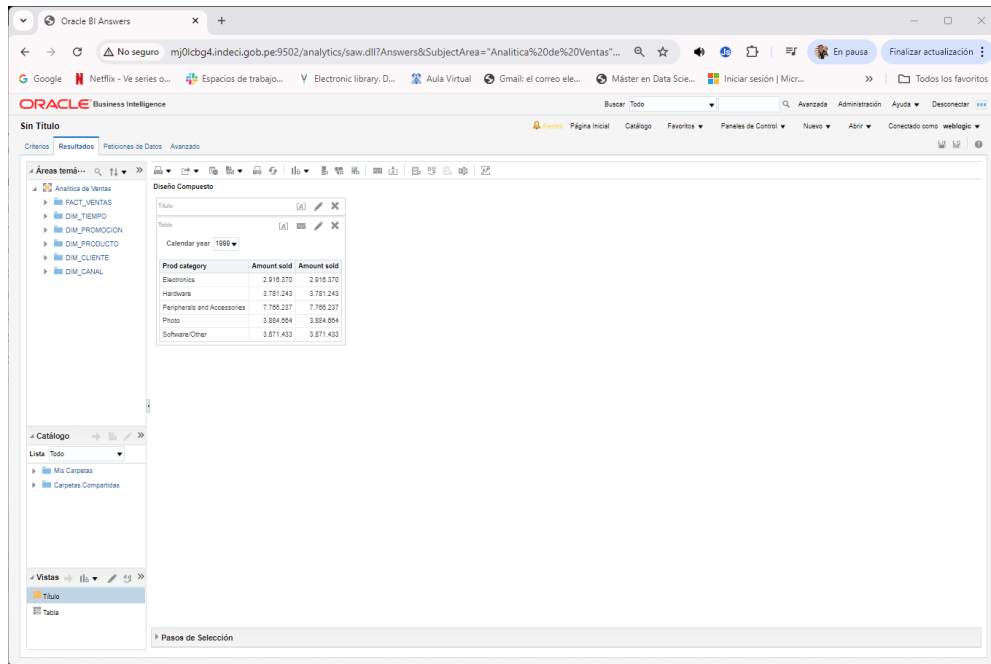 Oracle BI Answers
No seguro mj0lcbg4.indeci.gob.pe:9502/analytics/saw.dll?Answers&SubjectArea="Analitica%20de%20Ventas"... En pausa Finalizar actualización
Google Netflix - Ve series o... Espacios de trabajo... Electronic library. D... Aula Virtual Gmail: el correo ele... Máster en Data Scie... Iniciar sesión | Micr... Todos los favoritos
ORACLE Business Intelligence Buscar Todo Avanzada Administración Ayuda Desconectar
Sin Título Alertas Página Inicial Catálogo Favoritos Paneles de Control Nuevo Abrir Conectado como weblogic
Criterios Resultados Peticiones de Datos Avanzado
Áreas temá...
Analitica de Ventas
FACT_VENTAS
DIM_TIEMPO
DIM_PROMOCION
DIM_PRODUCTO
DIM_CLIENTE
DIM_CANAL
Diseño Compuesto
Título
Tabla
Calendar year 1999
Prod category Amount sold Amount sold
Electronics 2.916.370 2.916.370
Hardware 3.781.243 3.781.243
Peripherals and Accessories 7.766.237 7.766.237
Photo 3.884.664 3.884.664
Software/Other 3.871.433 3.871.433
Catálogo
Lista Todo
Mis Carpetas
Carpetas Compartidas
Vistas
Título
Tabla
Pasos de Selección